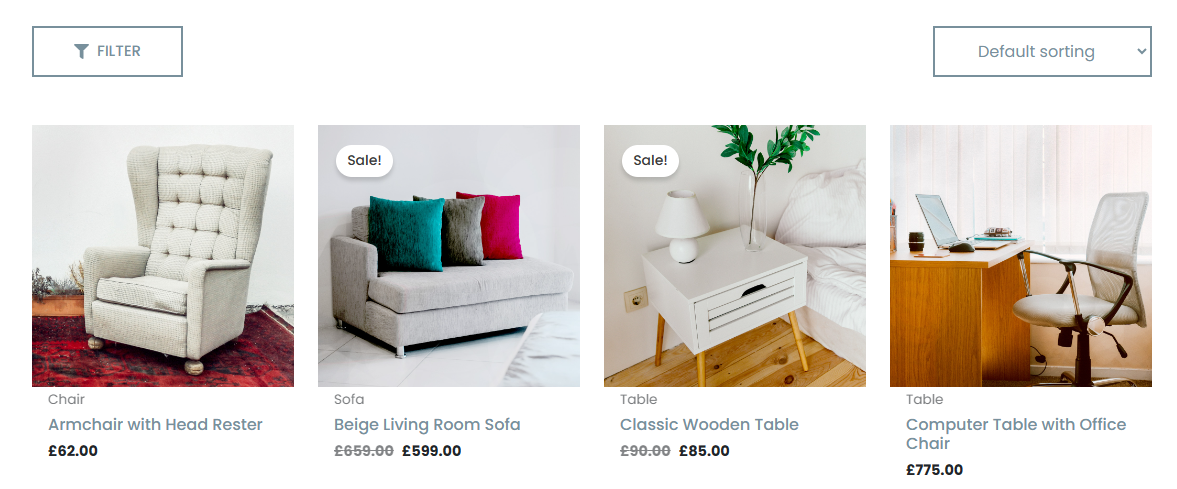 FILTER
Default sorting
Sale!
Sale!
Chair
Armchair with Head Rester
£62.00
Sofa
Beige Living Room Sofa
£659.00 £599.00
Table
Classic Wooden Table
£90.00 £85.00
Table
Computer Table with Office
Chair
£775.00